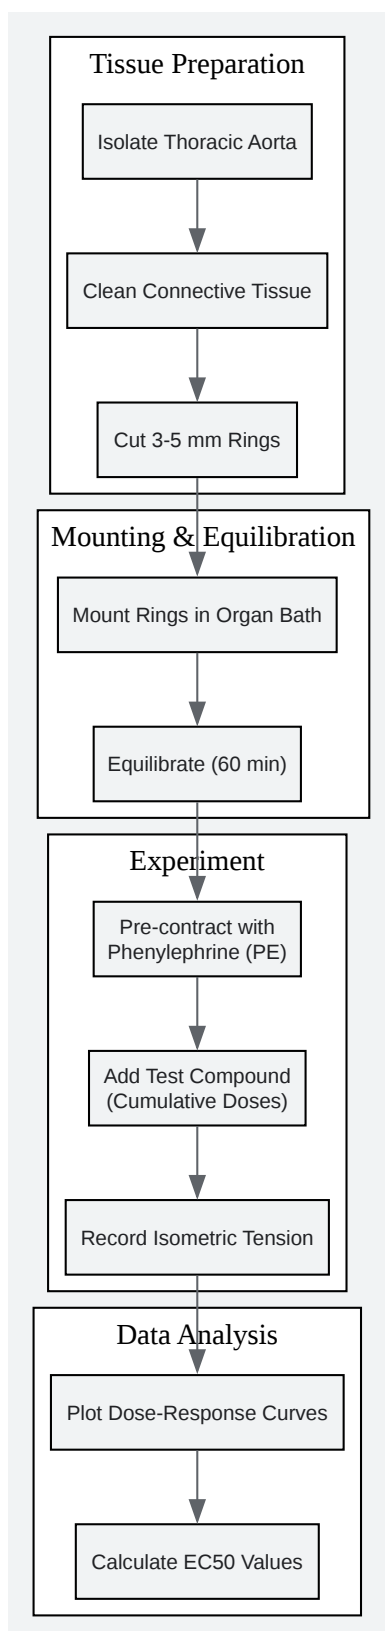 Tissue Preparation
Isolate Thoracic Aorta
Clean Connective Tissue
Cut 3-5 mm Rings
Mounting & Equilibration
Mount Rings in Organ Bath
Equilibrate (60 min)
Experiment
Pre-contract with
Phenylephrine (PE)
Add Test Compound
(Cumulative Doses)
Record Isometric Tension
Data Analysis
Plot Dose-Response Curves
Calculate EC50 Values